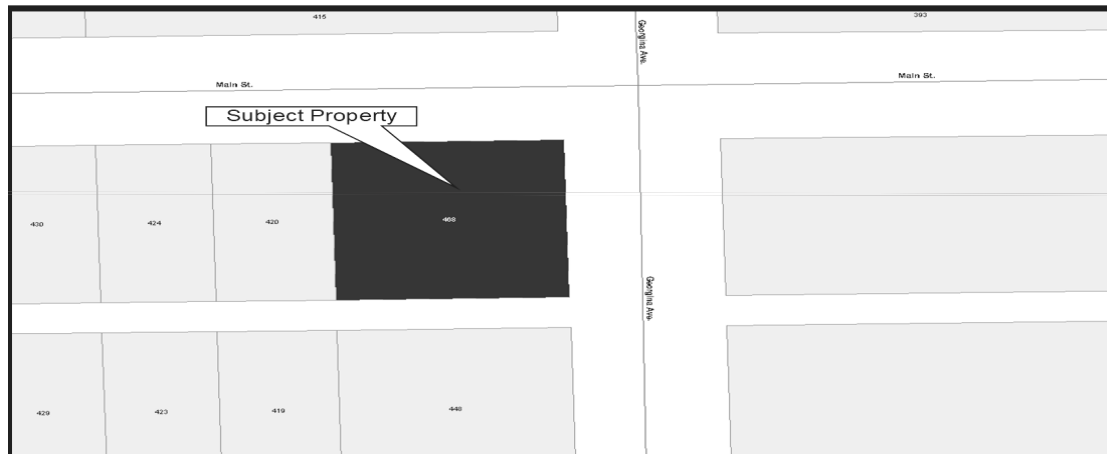 415
393
Georgina Ave.
Main St.
Main St.
Subject Property
430
424
420
468
Georgina Ave.
429
423
419
448